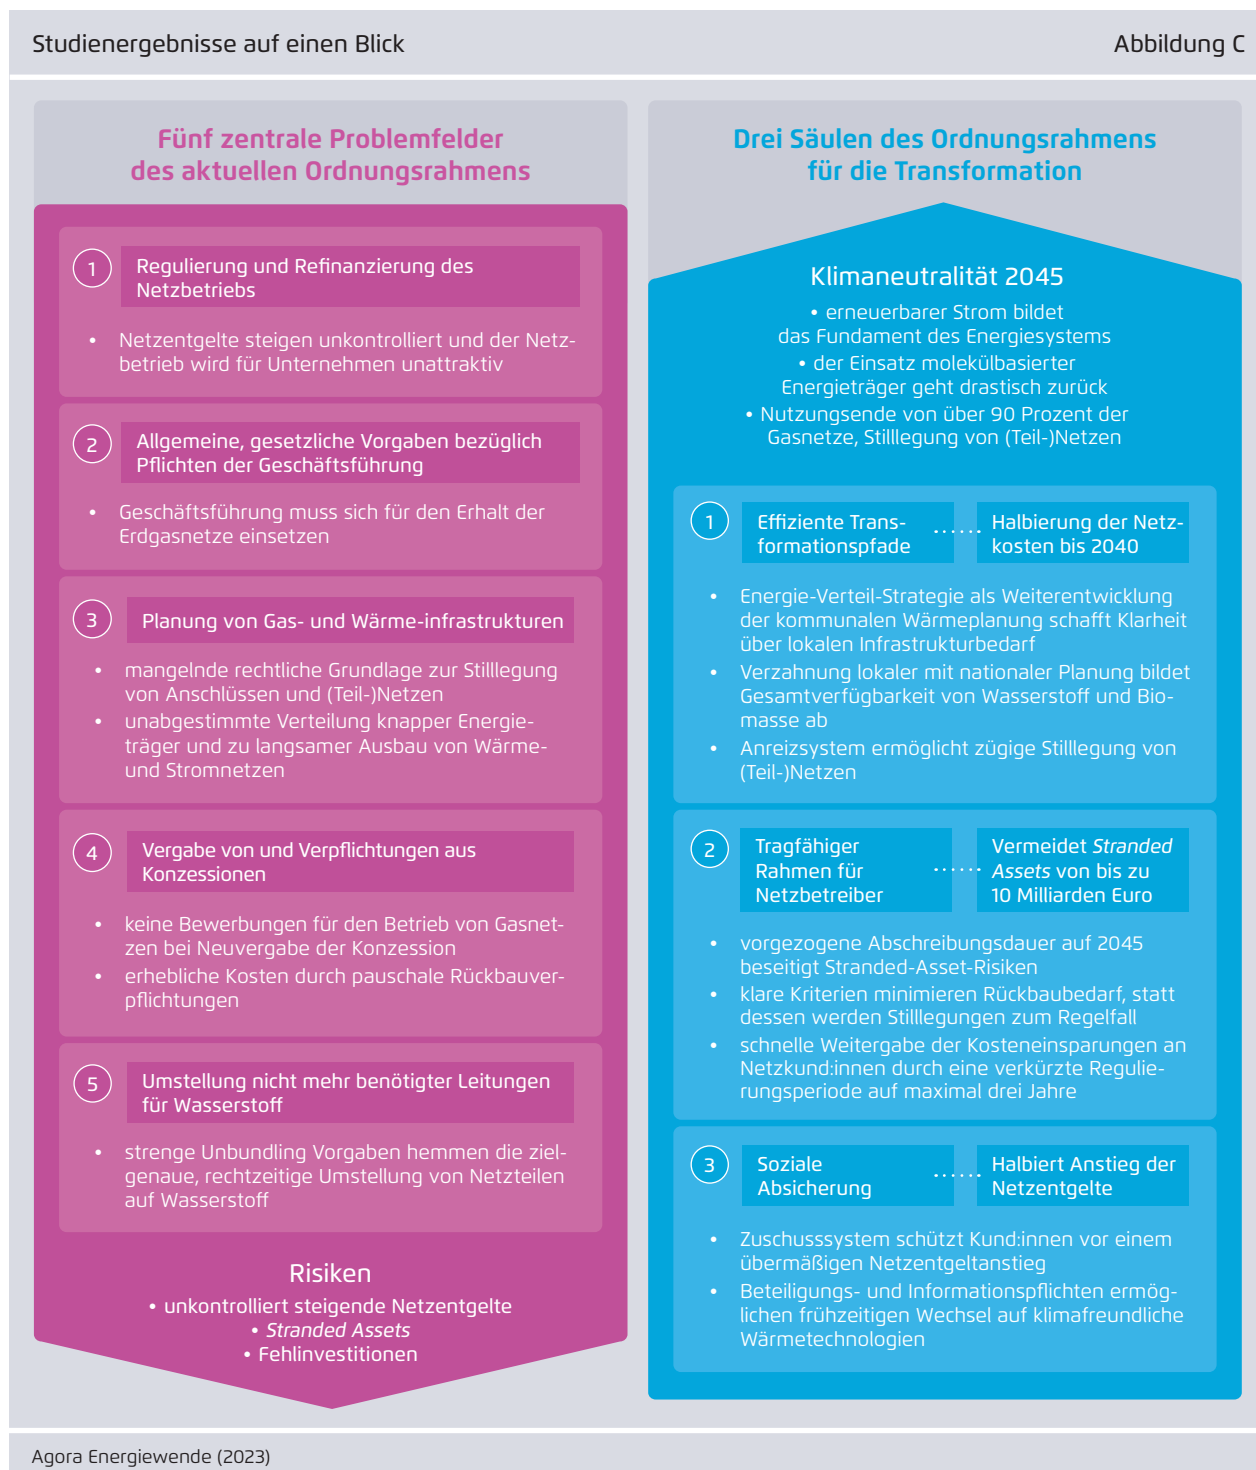 Studienergebnisse auf einen Blick
Abbildung C
Fünf zentrale Problemfelder
des aktuellen Ordnungsrahmens
1
Regulierung und Refinanzierung des
Netzbetriebs
• Netzentgelte steigen unkontrolliert und der Netz-
betrieb wird für Unternehmen unattraktiv
2
Allgemeine, gesetzliche Vorgaben bezüglich
Pflichten der Geschäftsführung
• Geschäftsführung muss sich für den Erhalt der
Erdgasnetze einsetzen
3
Planung von Gas- und Wärme-infrastrukturen
• mangelnde rechtliche Grundlage zur Stilllegung
von Anschlüssen und (Teil-)Netzen
• unabgestimmte Verteilung knapper Energie-
träger und zu langsamer Ausbau von Wärme-
und Stromnetzen
4
Vergabe von und Verpflichtungen aus
Konzessionen
• keine Bewerbungen für den Betrieb von Gasnet-
zen bei Neuvergabe der Konzession
• erhebliche Kosten durch pauschale Rückbauver-
pflichtungen
5
Umstellung nicht mehr benötigter Leitungen
für Wasserstoff
• strenge Unbundling Vorgaben hemmen die ziel-
genaue, rechtzeitige Umstellung von Netzteilen
auf Wasserstoff
Risiken
• unkontrolliert steigende Netzentgelte
• Stranded Assets
• Fehlinvestitionen
Drei Säulen des Ordnungsrahmens
für die Transformation
Klimaneutralität 2045
• erneuerbarer Strom bildet
das Fundament des Energiesystems
• der Einsatz molekülbasierter
Energieträger geht drastisch zurück
• Nutzungsende von über 90 Prozent der
Gasnetze, Stilllegung von (Teil-)Netzen
1
Effiziente Trans-
formationspfade
......
Halbierung der Netz-
kosten bis 2040
• Energie-Verteil-Strategie als Weiterentwicklung
der kommunalen Wärmeplanung schafft Klarheit
über lokalen Infrastrukturbedarf
• Verzahnung lokaler mit nationaler Planung bildet
Gesamtverfügbarkeit von Wasserstoff und Bio-
masse ab
• Anreizsystem ermöglicht zügige Stilllegung von
(Teil-)Netzen
2
Tragfähiger
Rahmen für
Netzbetreiber
......
Vermeidet Stranded
Assets von bis zu
10 Milliarden Euro
• vorgezogene Abschreibungsdauer auf 2045
beseitigt Stranded-Asset-Risiken
• klare Kriterien minimieren Rückbaubedarf, statt
dessen werden Stilllegungen zum Regelfall
• schnelle Weitergabe der Kosteneinsparungen an
Netzkund:innen durch eine verkürzte Regulie-
rungsperiode auf maximal drei Jahre
3
Soziale
Absicherung
......
Halbiert Anstieg der
Netzentgelte
• Zuschusssystem schützt Kund:innen vor einem
übermäßigen Netzentgeltanstieg
• Beteiligungs- und Informationspflichten ermög-
lichen frühzeitigen Wechsel auf klimafreundliche
Wärmetechnologien
Agora Energiewende (2023)